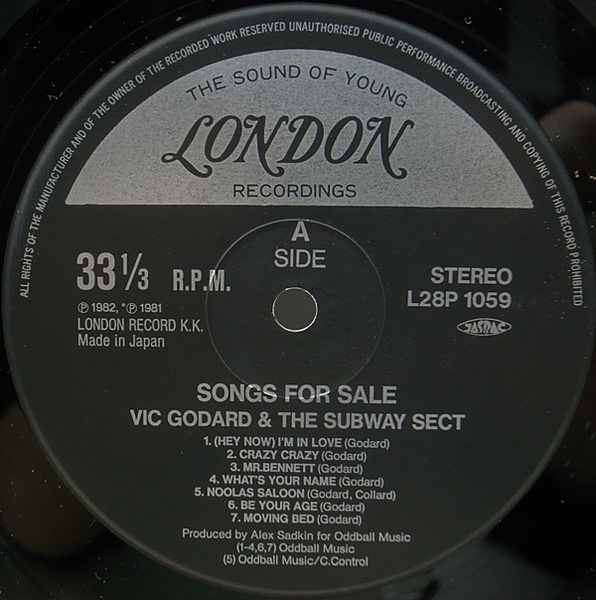 ALL RIGHTS OF THE MANUFACTURER AND OF THE OWNER OF THE RECORDED WORK RESERVED UNAUTHORISED PUBLIC PERFORMANCE BROADCASTING AND COPYING OF THIS RECORD PROHIBITED
THE SOUND OF YOUNG
LONDON
RECORDINGS
A
SIDE
33 1/3 R.P.M.
STEREO
L28P 1059
℗ 1982, *℗ 1981
LONDON RECORD K.K.
Made in Japan
JASRAC
SONGS FOR SALE
VIC GODARD & THE SUBWAY SECT
1. (HEY NOW) I'M IN LOVE (Godard)
2. CRAZY CRAZY (Godard)
3. MR.BENNETT (Godard)
4. WHAT'S YOUR NAME (Godard)
5. NOOLAS SALOON (Godard, Collard)
6. BE YOUR AGE (Godard)
7. MOVING BED (Godard)
Produced by Alex Sadkin for Oddball Music
(1-4,6,7) Oddball Music
(5) Oddball Music/C.Control